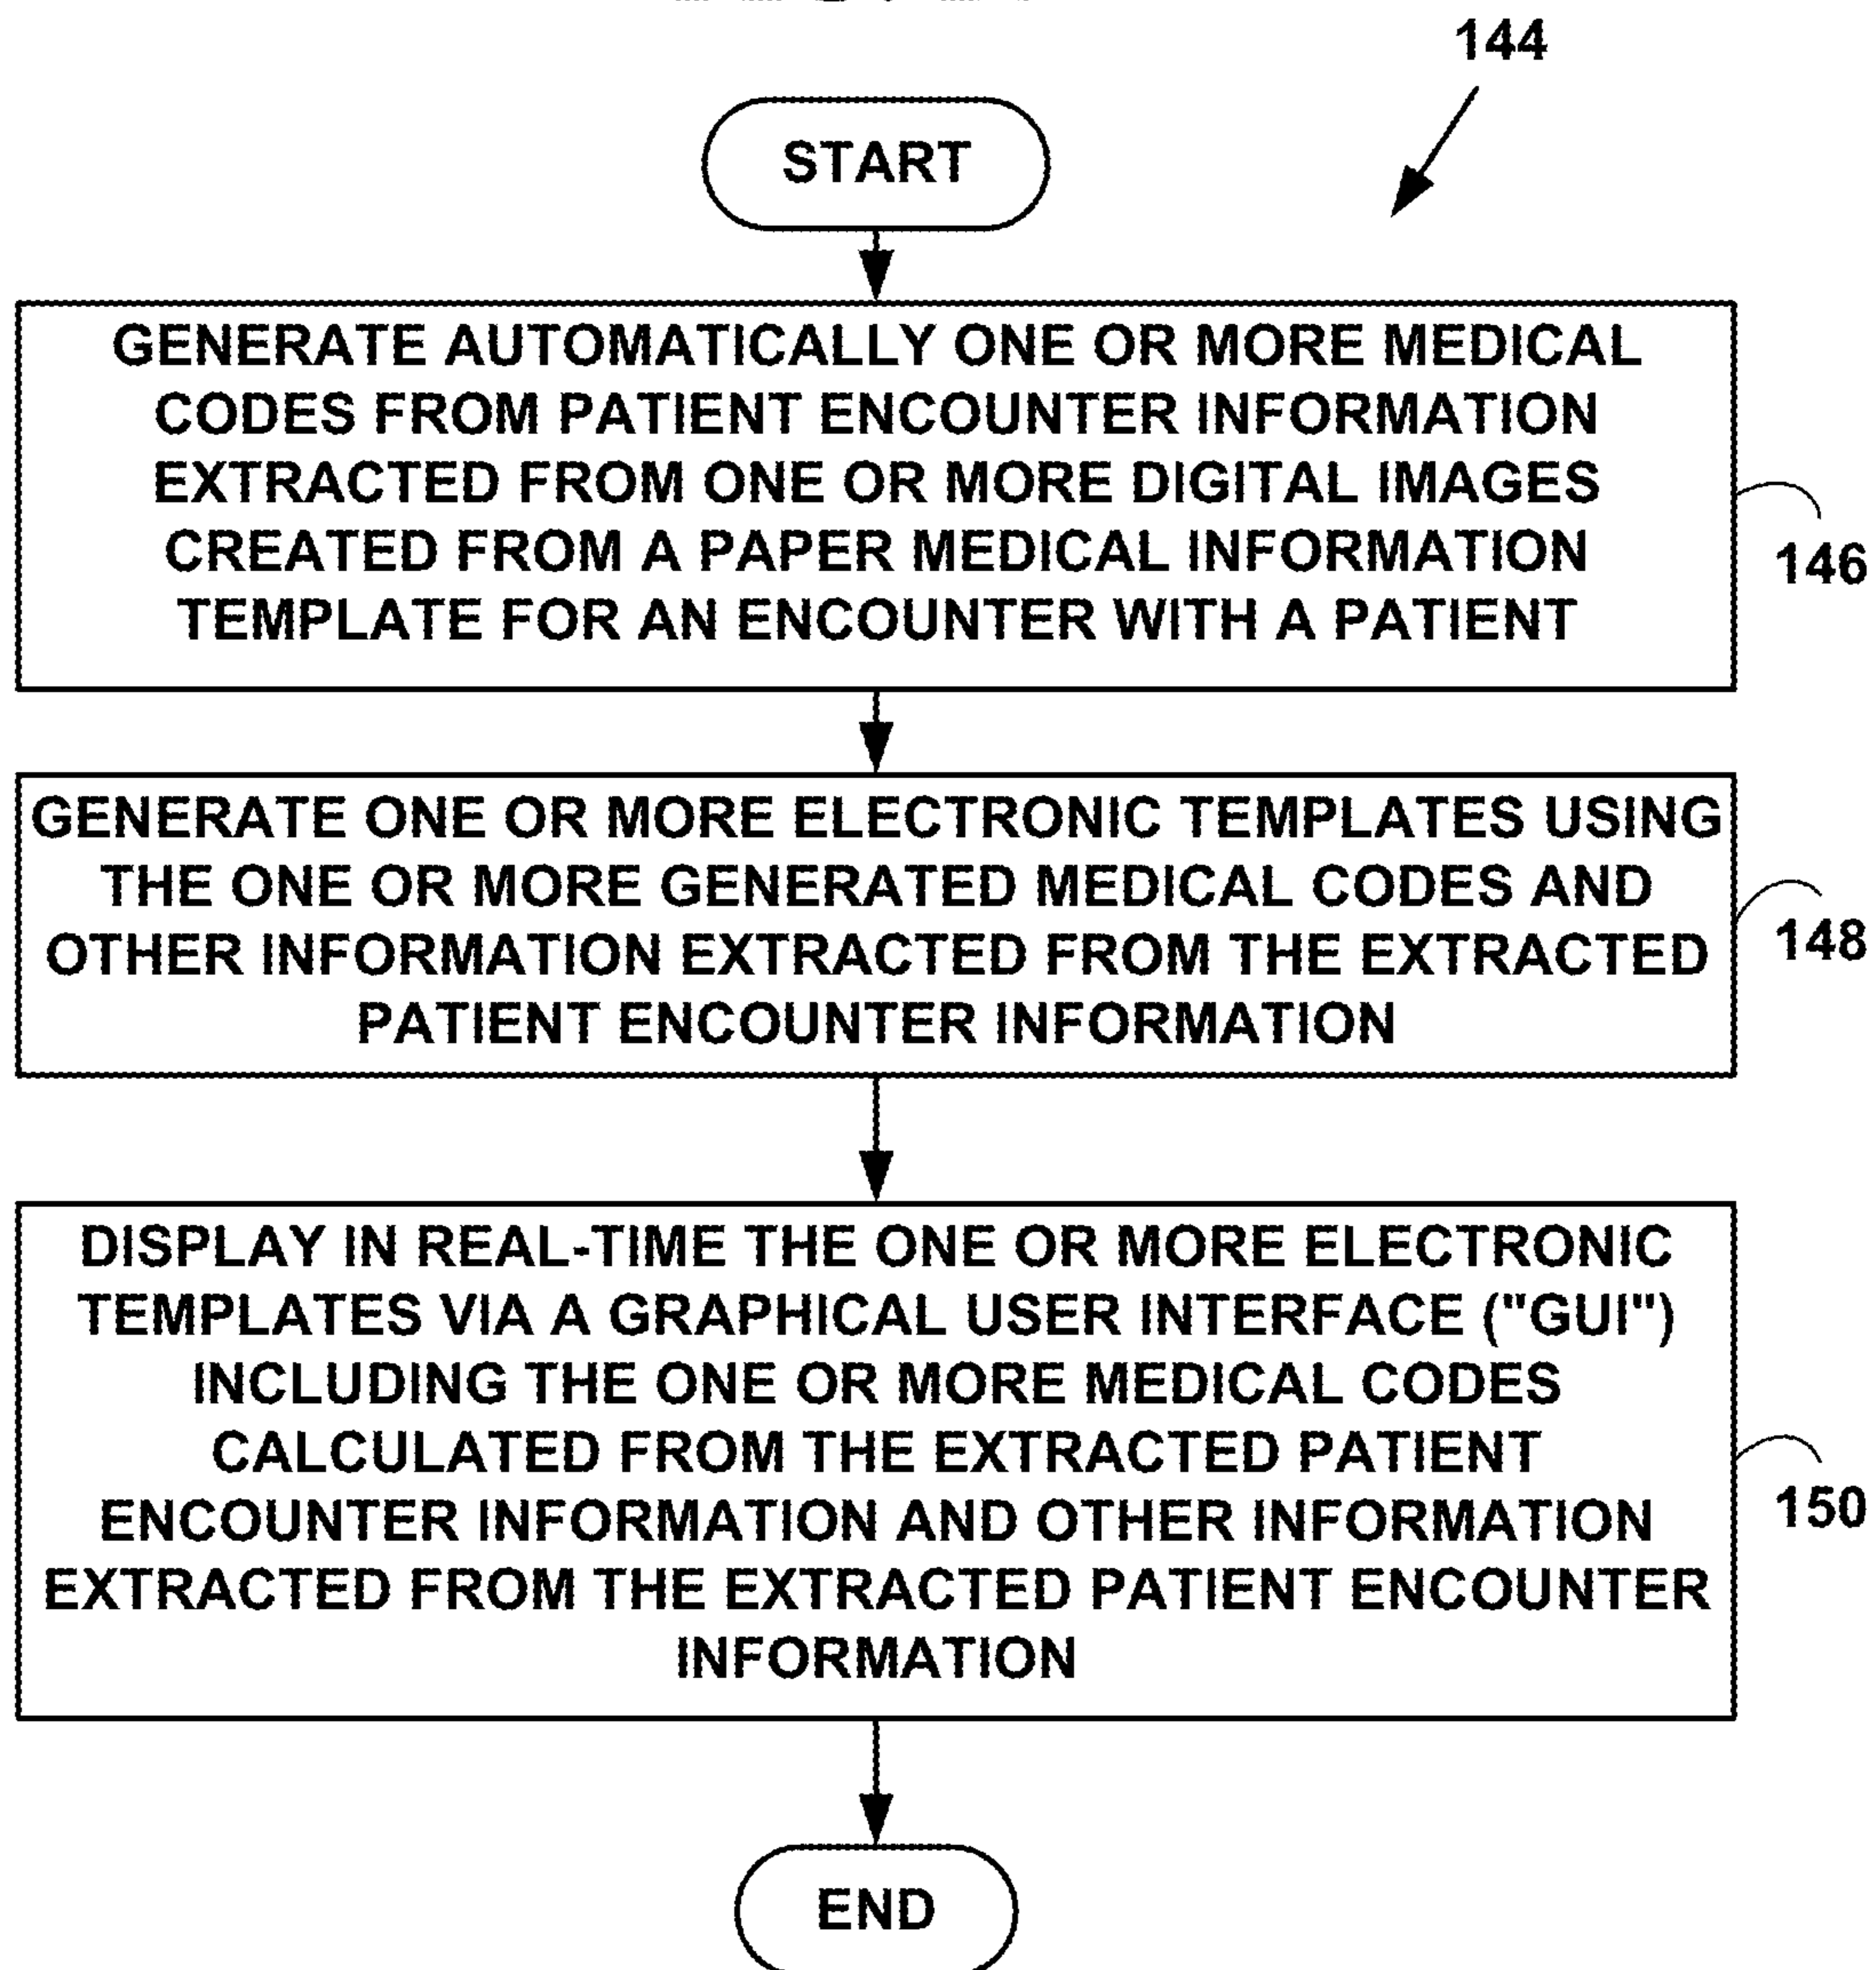 144
START
GENERATE AUTOMATICALLY ONE OR MORE MEDICAL
CODES FROM PATIENT ENCOUNTER INFORMATION
EXTRACTED FROM ONE OR MORE DIGITAL IMAGES
CREATED FROM A PAPER MEDICAL INFORMATION
TEMPLATE FOR AN ENCOUNTER WITH A PATIENT
146
GENERATE ONE OR MORE ELECTRONIC TEMPLATES USING
THE ONE OR MORE GENERATED MEDICAL CODES AND
OTHER INFORMATION EXTRACTED FROM THE EXTRACTED
PATIENT ENCOUNTER INFORMATION
148
DISPLAY IN REAL-TIME THE ONE OR MORE ELECTRONIC
TEMPLATES VIA A GRAPHICAL USER INTERFACE ("GUI")
INCLUDING THE ONE OR MORE MEDICAL CODES
CALCULATED FROM THE EXTRACTED PATIENT
ENCOUNTER INFORMATION AND OTHER INFORMATION
EXTRACTED FROM THE EXTRACTED PATIENT ENCOUNTER
INFORMATION
150
END